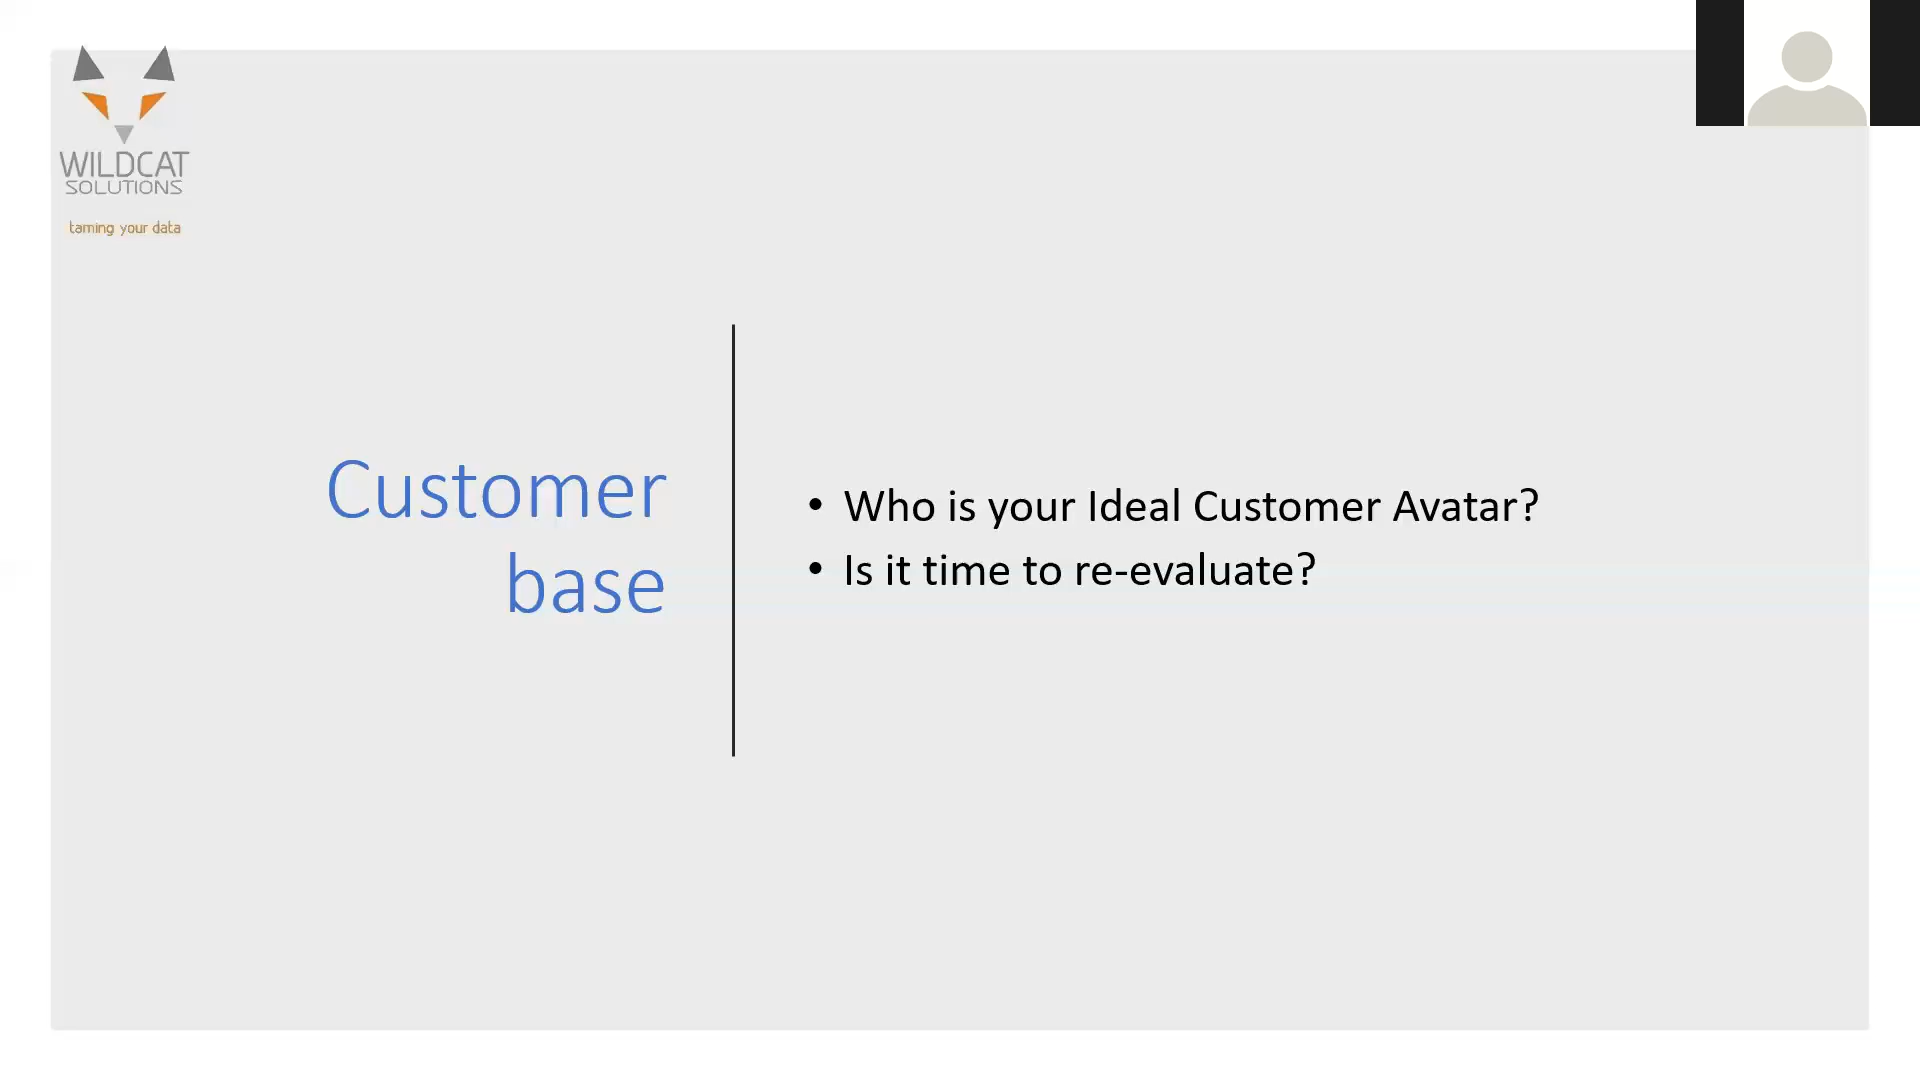 WILDCAT
SOLUTIONS
taming your data
Customer
base
• Who is your Ideal Customer Avatar?
• Is it time to re-evaluate?